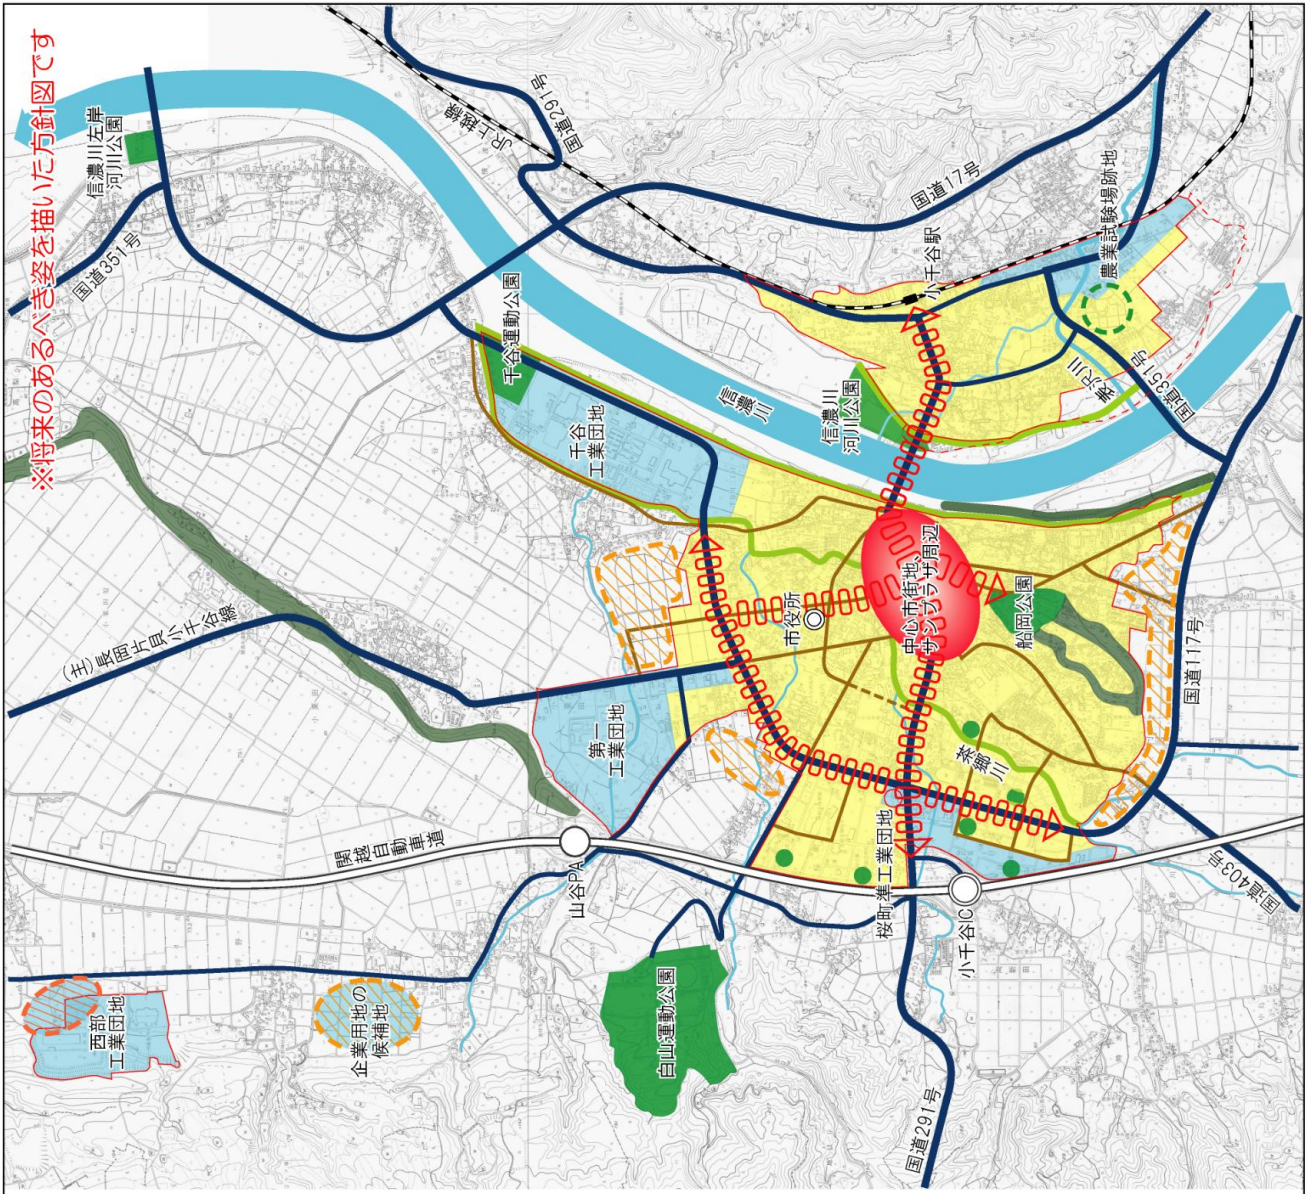 ※将来のあるべき姿を描いた方針図です
信濃川左岸
河川公園
国道351号
JR上越線
国道291号
国道17号
農業試験場跡地
小千谷駅
千谷運動公園
信濃川
信濃川
河川公園
表沢川
国道351号
千谷
工業団地
(主)長岡片貝小千谷線
市役所
中心市街地、
サンプラザ周辺
船岡公園
国道117号
第一
工業団地
茶郷川
関越自動車道
山谷PA
桜町準工業団地
小千谷IC
国道403号
西部
工業団地
企業用地の
候補地
白山運動公園
国道291号